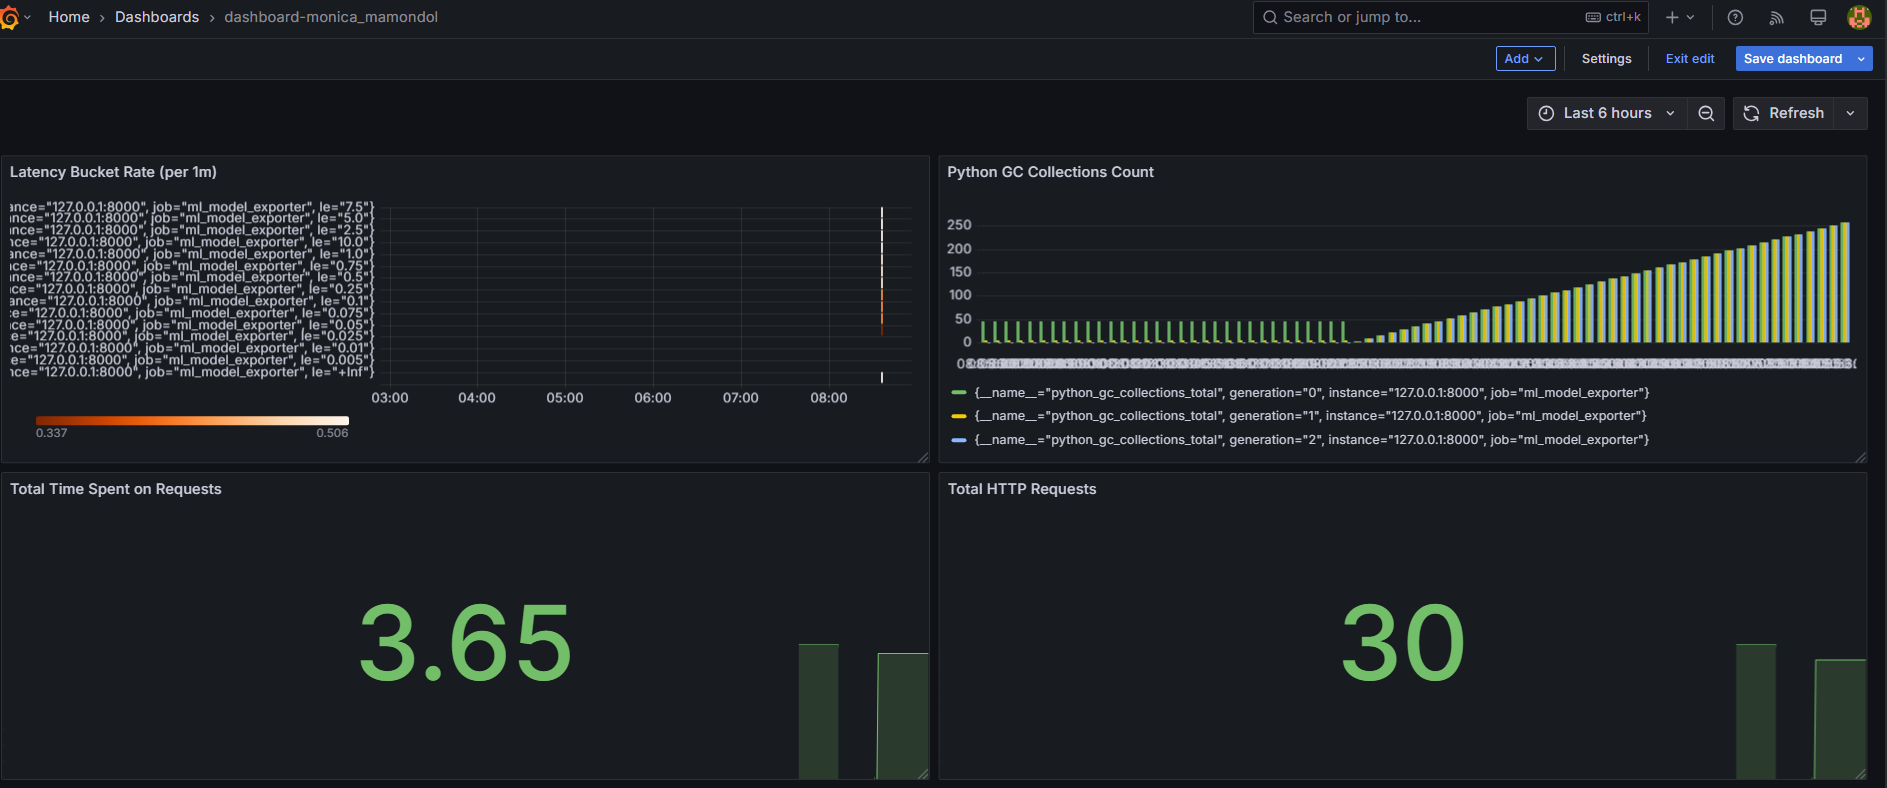 Home › Dashboards › dashboard-monica_mamondol
Search or jump to...
ctrl+k
Add
Settings
Exit edit
Save dashboard
Last 6 hours
Refresh
Latency Bucket Rate (per 1m)
ance="127.0.0.1:8000", job="ml_model_exporter", le="7.5"}
nce="127.0.0.1:8000", job="ml_model_exporter", le="5.0"}
ance="127.0.0.1:8000", job="ml_model_exporter", le="2.5"}
nce="127.0.0.1:8000", job="ml_model_exporter", le="10.0"}
ance="127.0.0.1:8000", job="ml_model_exporter", le="1.0"}
nce="127.0.0.1:8000", job="ml_model_exporter", le="0.75"}
ance="127.0.0.1:8000", job="ml_model_exporter", le="0.5"}
nce="127.0.0.1:8000", job="ml_model_exporter", le="0.25"}
ance="127.0.0.1:8000", job="ml_model_exporter", le="0.1"}
ce="127.0.0.1:8000", job="ml_model_exporter", le="0.075"}
nce="127.0.0.1:8000", job="ml_model_exporter", le="0.05"}
ce="127.0.0.1:8000", job="ml_model_exporter", le="0.025"}
nce="127.0.0.1:8000", job="ml_model_exporter", le="0.01"}
e="127.0.0.1:8000", job="ml_model_exporter", le="0.005"}
nce="127.0.0.1:8000", job="ml_model_exporter", le="+Inf"}
03:00 04:00 05:00 06:00 07:00 08:00
0.337 0.506
Python GC Collections Count
250
200
150
100
50
0
{__name__="python_gc_collections_total", generation="0", instance="127.0.0.1:8000", job="ml_model_exporter"}
{__name__="python_gc_collections_total", generation="1", instance="127.0.0.1:8000", job="ml_model_exporter"}
{__name__="python_gc_collections_total", generation="2", instance="127.0.0.1:8000", job="ml_model_exporter"}
Total Time Spent on Requests
3.65
Total HTTP Requests
30